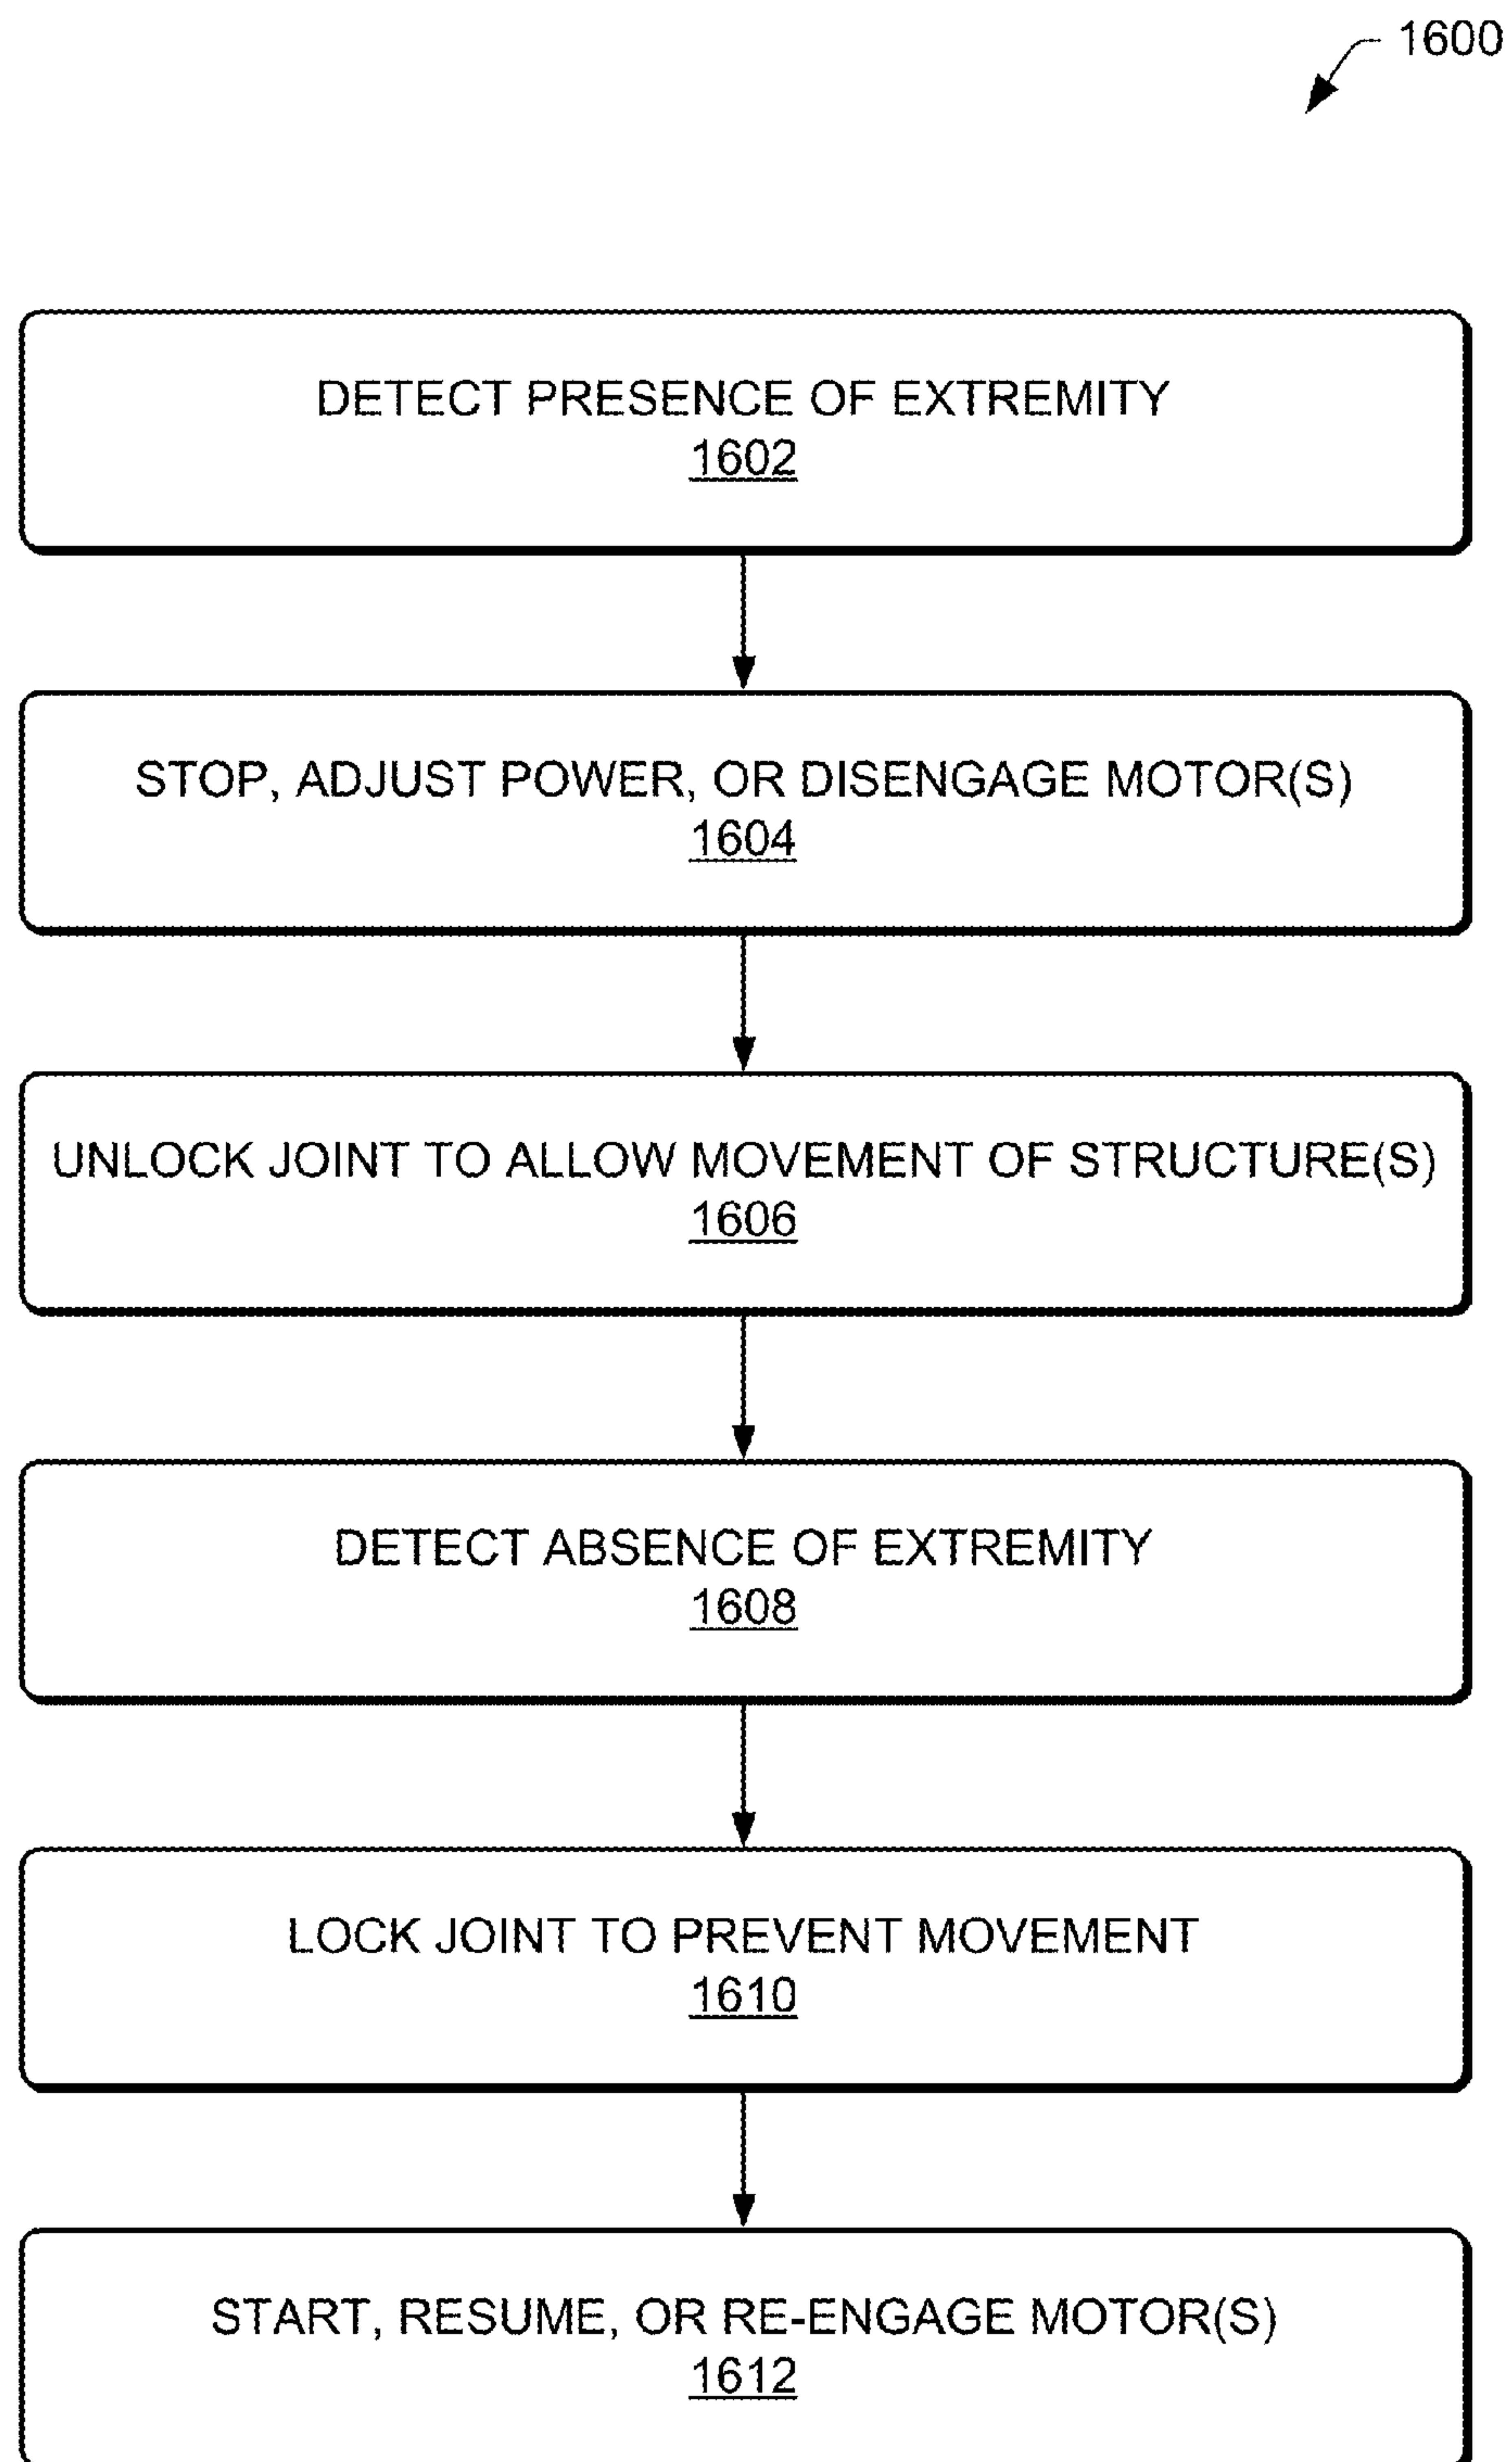 1600
DETECT PRESENCE OF EXTREMITY
1602
STOP, ADJUST POWER, OR DISENGAGE MOTOR(S)
1604
UNLOCK JOINT TO ALLOW MOVEMENT OF STRUCTURE(S)
1606
DETECT ABSENCE OF EXTREMITY
1608
LOCK JOINT TO PREVENT MOVEMENT
1610
START, RESUME, OR RE-ENGAGE MOTOR(S)
1612